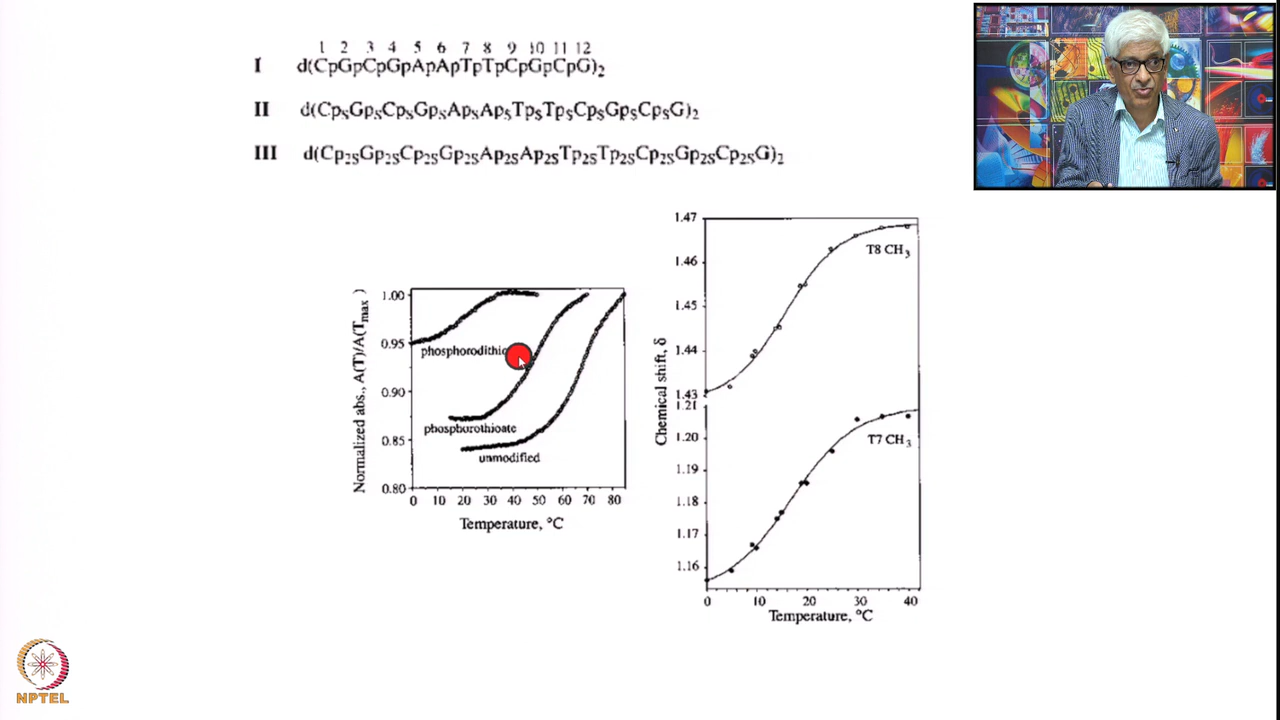 1 2 3 4 5 6 7 8 9 10 11 12
I d(CpGpCpGpApApTpTpCpGpCpG)2
II d(CpSGpSCpSGpSApSApSTpSTpSCpSGpSCpSG)2
III d(Cp2SGp2SCp2SGp2SAp2SAp2STp2STp2SCp2SGp2SCp2SG)2
Normalized abs., A(T)/A(Tmax)
1.00
0.95
0.90
0.85
0.80
phosphorothioate
unmodified
0 10 20 30 40 50 60 70 80
Temperature, °C
Chemical shift, δ
1.47
1.46
1.45
1.44
1.43
1.21
1.20
1.19
1.18
1.17
1.16
T8 CH3
T7 CH3
0 10 20 30 40
Temperature, °C
NPTEL